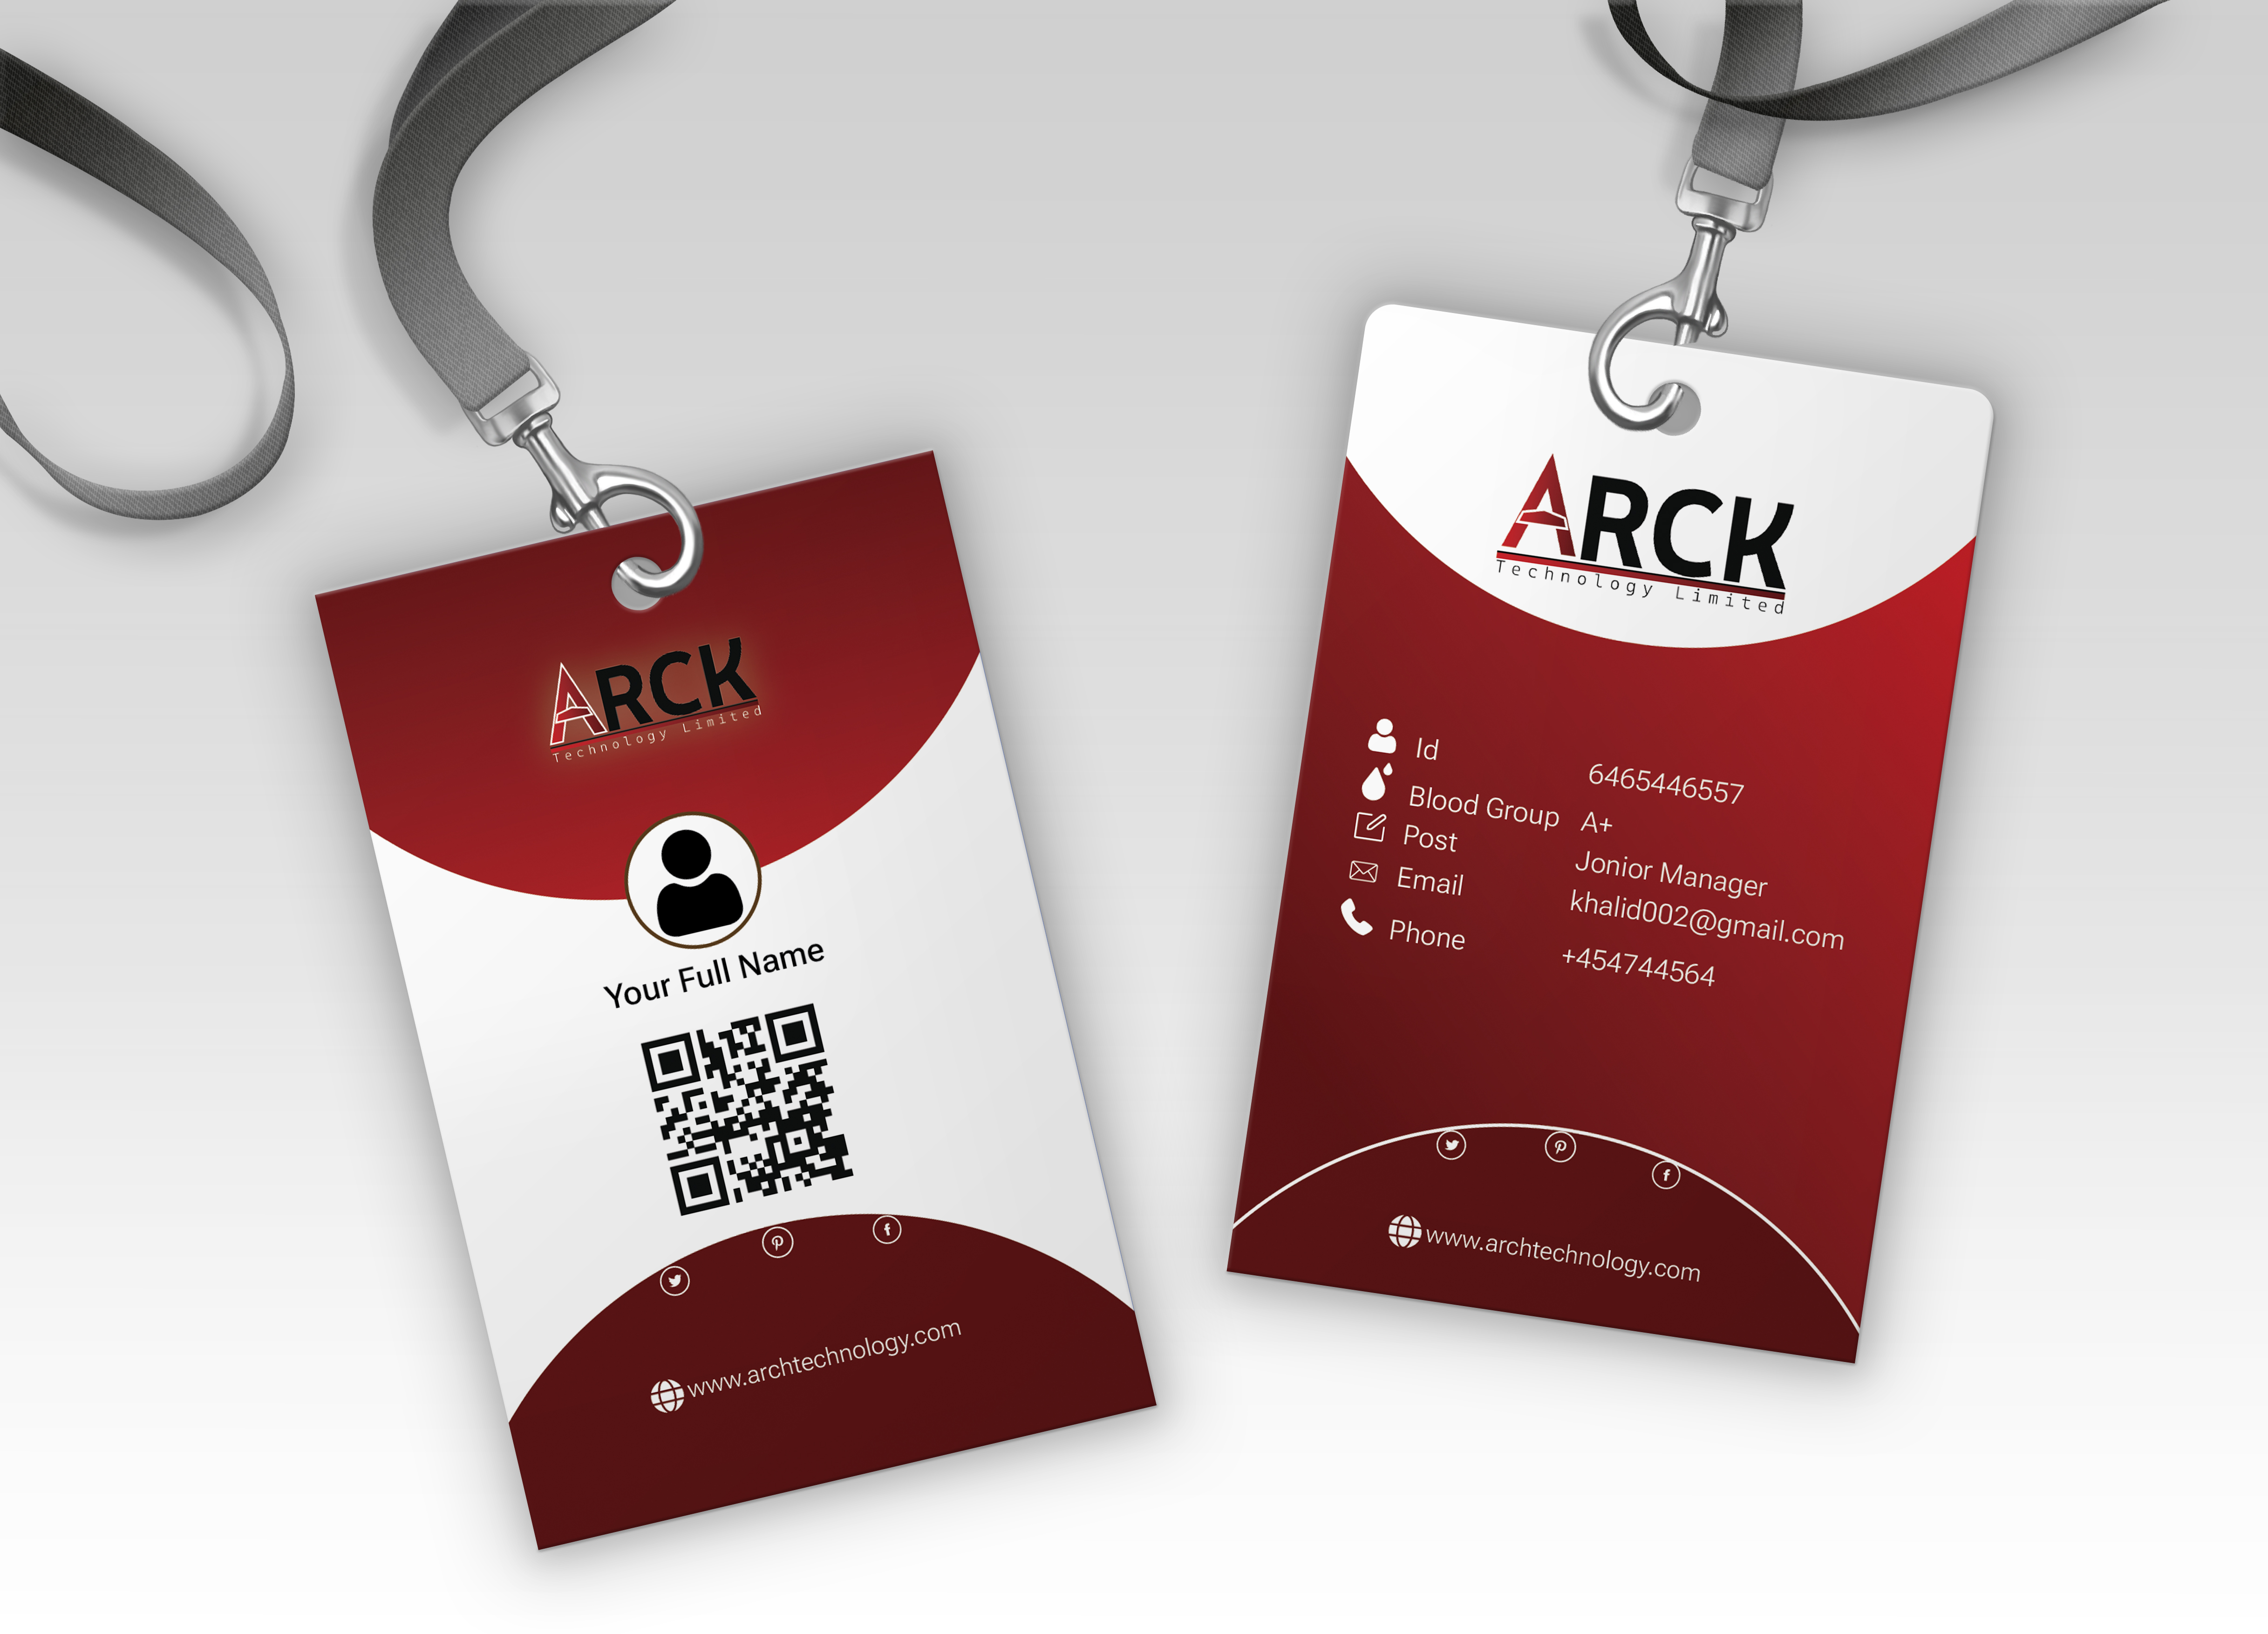 ARCK
Technology Limited
Your Full Name
www.archtechnology.com
ARCK
Technology Limited
Id 6465446557
Blood Group A+
Post Jonior Manager
Email khalid002@gmail.com
Phone +454744564
www.archtechnology.com